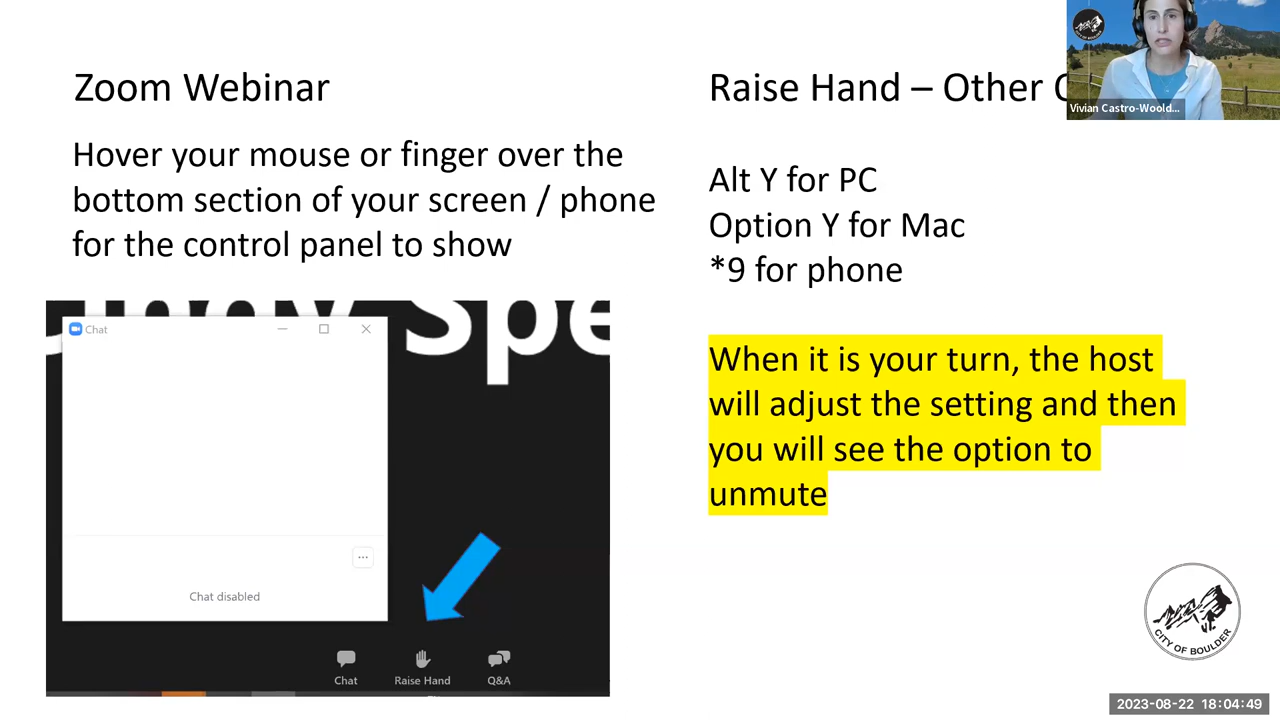 Zoom Webinar
Hover your mouse or finger over the
bottom section of your screen / phone
for the control panel to show
Chat
Chat disabled
Chat
Raise Hand
Q&A
Raise Hand – Other
Alt Y for PC
Option Y for Mac
*9 for phone
When it is your turn, the host
will adjust the setting and then
you will see the option to
unmute
CITY OF BOULDER
Vivian Castro-Woold...
CITY OF BOULDER
2023-08-22 18:04:49